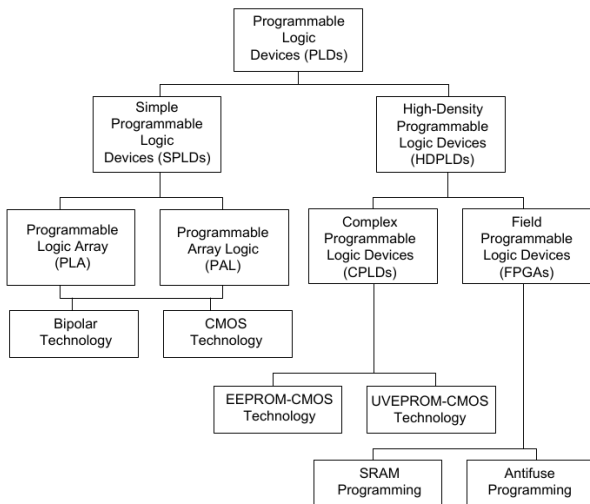 Programmable
Logic
Devices (PLDs)
Simple
Programmable
Logic
Devices (SPLDs)
High-Density
Programmable
Logic Devices
(HDPLDs)
Programmable
Logic Array
(PLA)
Programmable
Array Logic
(PAL)
Complex
Programmable
Logic Devices
(CPLDs)
Field
Programmable
Logic Devices
(FPGAs)
Bipolar
Technology
CMOS
Technology
EEPROM-CMOS
Technology
UVEPROM-CMOS
Technology
SRAM
Programming
Antifuse
Programming